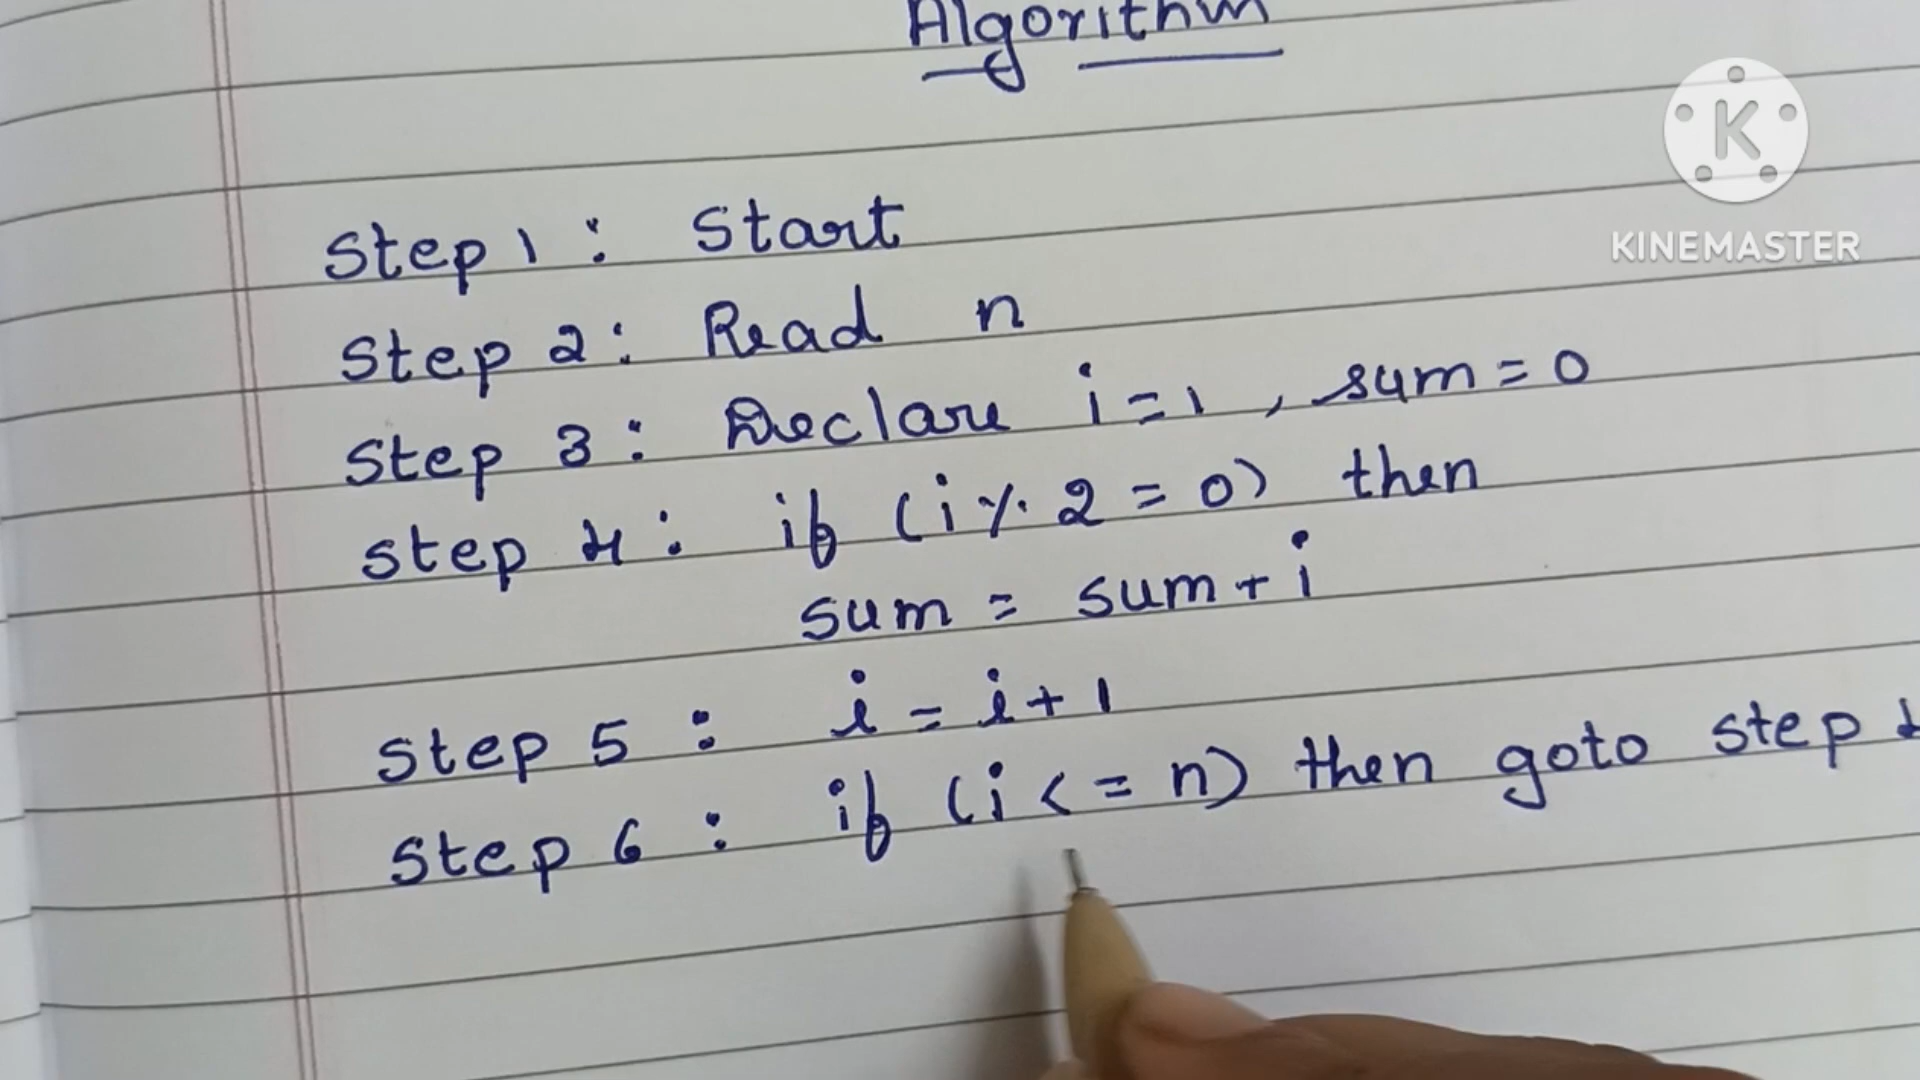 Algorithm
K
KINEMASTER
Step 1 : Start
Step 2 : Read n
Step 3 : Declare i = 1 , sum = 0
Step 4 : if (i % 2 = 0) then
sum = sum + i
Step 5 : i = i + 1
Step 6 : if (i < = n) then goto step